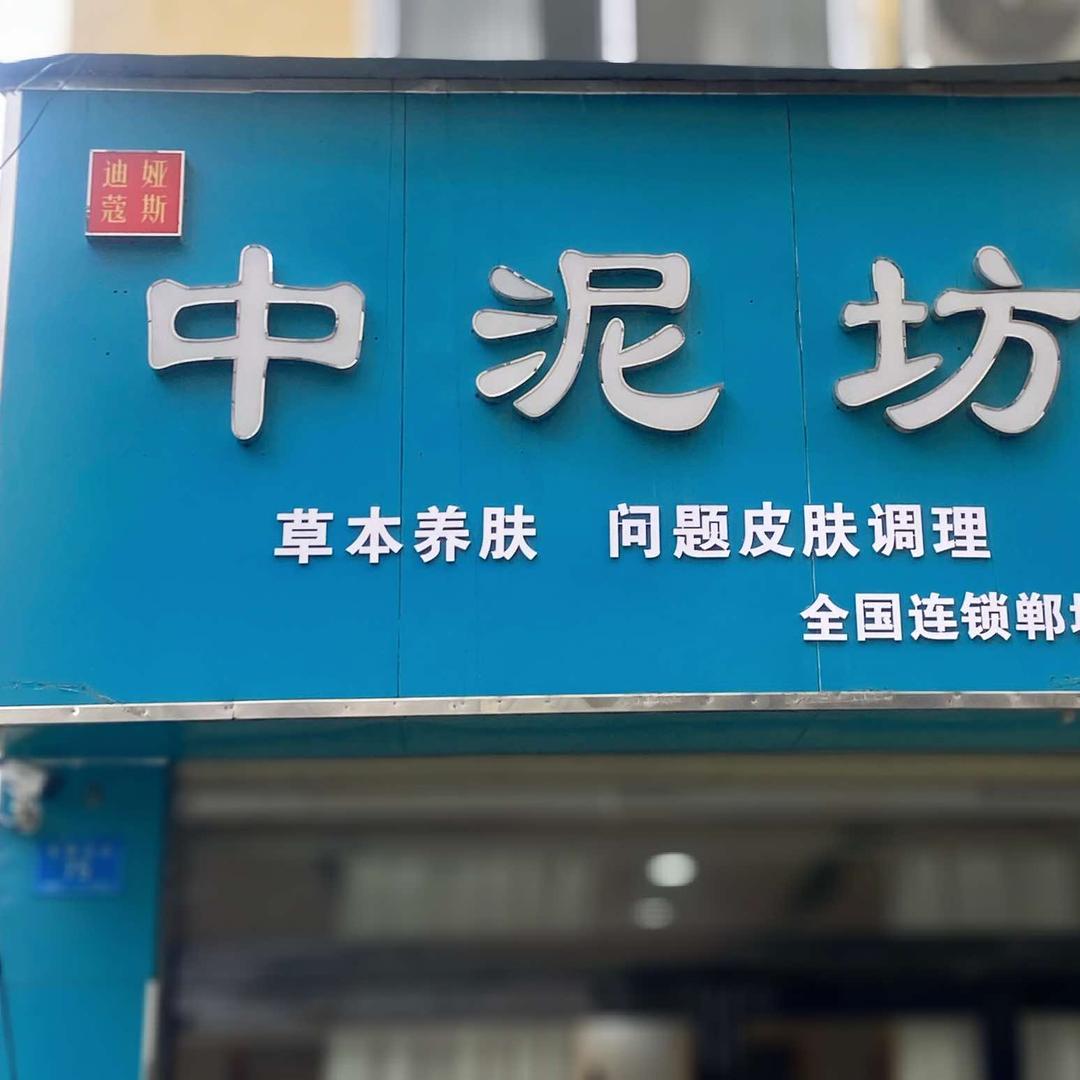 迪娅
蔻斯
中泥坊
草本养肤 问题皮肤调理
全国连锁郸